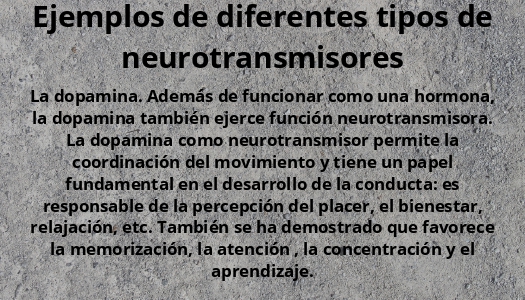 Ejemplos de diferentes tipos de
neurotransmisores
La dopamina. Además de funcionar como una hormona,
la dopamina también ejerce función neurotransmisora.
La dopamina como neurotransmisor permite la
coordinación del movimiento y tiene un papel
fundamental en el desarrollo de la conducta: es
responsable de la percepción del placer, el bienestar,
relajación, etc. También se ha demostrado que favorece
la memorización, la atención , la concentración y el
aprendizaje.